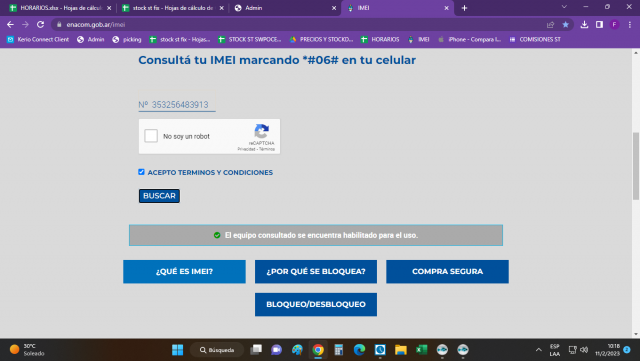 HORARIOS.xlsx - Hojas de cálcul
stock st fis - Hojas de cálculo de
Admin
IMEI
enacom.gob.ar/imei
F
Kerio Connect Client
Admin
picking
stock st fis - Hojas...
STOCK ST SWPOCE...
PRECIOS Y STOCKD...
HORARIOS
IMEI
iPhone - Compara I...
COMISIONES ST
Consultá tu IMEI marcando *#06# en tu celular
Nº 353256483913
No soy un robot
reCAPTCHA
Privacidad - Términos
ACEPTO TERMINOS Y CONDICIONES
BUSCAR
El equipo consultado se encuentra habilitado para el uso.
¿QUÉ ES IMEI?
¿POR QUÉ SE BLOQUEA?
COMPRA SEGURA
BLOQUEO/DESBLOQUEO
30°C
Soleado
Búsqueda
ESP
LAA
10:18
11/2/2023